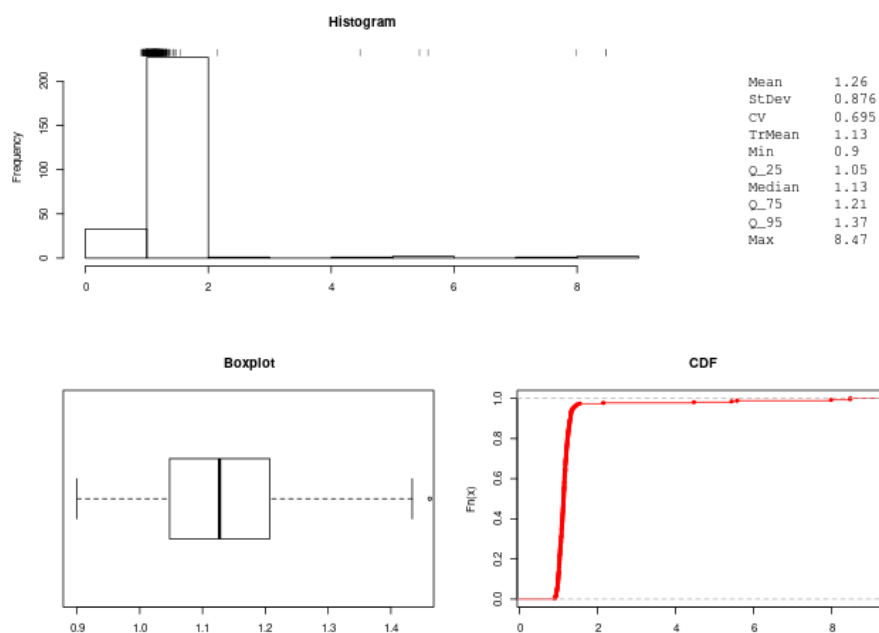 Histogram
Frequency
200
150
100
50
0
0 2 4 6 8
Mean 1.26
StDev 0.876
CV 0.695
TrMean 1.13
Min 0.9
Q_25 1.05
Median 1.13
Q_75 1.21
Q_95 1.37
Max 8.47
Boxplot
0.9 1.0 1.1 1.2 1.3 1.4
CDF
Fn(x)
1.0
0.8
0.6
0.4
0.2
0.0
0 2 4 6 8